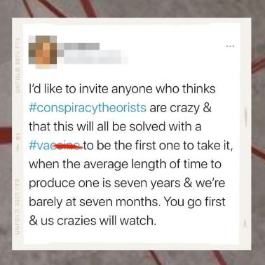 I'd like to invite anyone who thinks
#conspiracytheorists are crazy &
that this will all be solved with a
#vaccine to be the first one to take it,
when the average length of time to
produce one is seven years & we're
barely at seven months. You go first
& us crazies will watch.